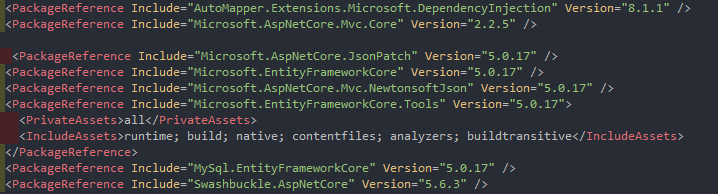 <PackageReference Include="AutoMapper.Extensions.Microsoft.DependencyInjection" Version="8.1.1" />
<PackageReference Include="Microsoft.AspNetCore.Mvc.Core" Version="2.2.5" />
<PackageReference Include="Microsoft.AspNetCore.JsonPatch" Version="5.0.17" />
<PackageReference Include="Microsoft.EntityFrameworkCore" Version="5.0.17" />
<PackageReference Include="Microsoft.AspNetCore.Mvc.NewtonsoftJson" Version="5.0.17" />
<PackageReference Include="Microsoft.EntityFrameworkCore.Tools" Version="5.0.17">
<PrivateAssets>all</PrivateAssets>
<IncludeAssets>runtime; build; native; contentfiles; analyzers; buildtransitive</IncludeAssets>
</PackageReference>
<PackageReference Include="MySql.EntityFrameworkCore" Version="5.0.17" />
<PackageReference Include="Swashbuckle.AspNetCore" Version="5.6.3" />